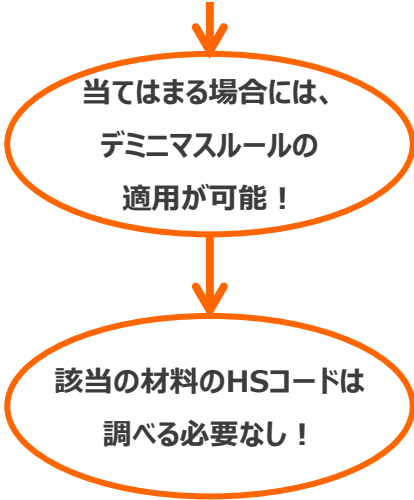 当てはまる場合には、
デミニマスルールの
適用が可能！
該当の材料のHSコードは
調べる必要なし！